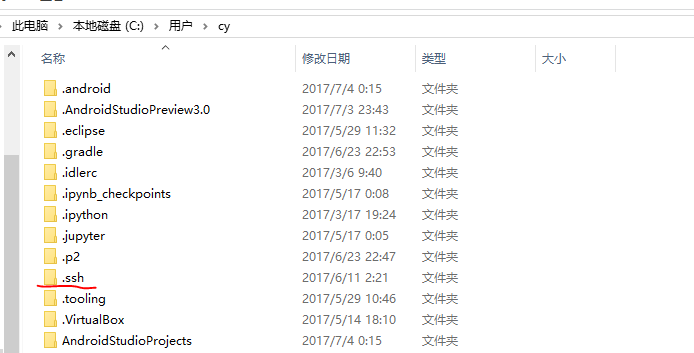 此电脑 > 本地磁盘 (C:) > 用户 > cy
名称 修改日期 类型 大小
.android 2017/7/4 0:15 文件夹
.AndroidStudioPreview3.0 2017/7/3 23:43 文件夹
.eclipse 2017/5/29 11:32 文件夹
.gradle 2017/6/23 22:53 文件夹
.idlerc 2017/3/6 9:40 文件夹
.ipynb_checkpoints 2017/5/17 0:08 文件夹
.ipython 2017/3/17 19:24 文件夹
.jupyter 2017/5/17 0:05 文件夹
.p2 2017/6/23 22:47 文件夹
.ssh 2017/6/11 2:21 文件夹
.tooling 2017/5/29 10:46 文件夹
.VirtualBox 2017/5/14 18:10 文件夹
AndroidStudioProjects 2017/7/4 0:15 文件夹